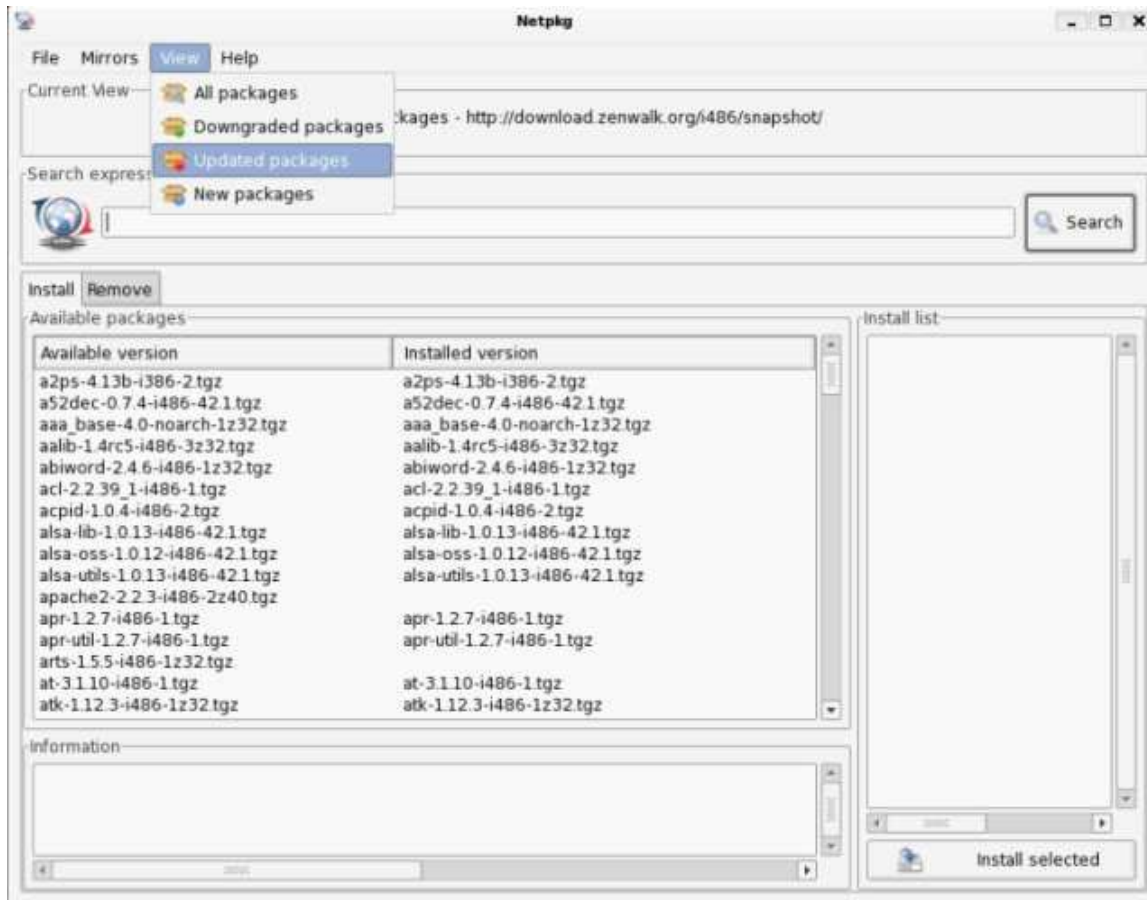 Netpkg
File Mirrors View Help
Current View
All packages
Downgraded packages
Updated packages
New packages
ckages - http://download.zenwalk.org/i486/snapshot/
Search express
Search
Install Remove
Available packages
Install list
Available version Installed version
a2ps-4.13b-i386-2.tgz a2ps-4.13b-i386-2.tgz
a52dec-0.7.4-i486-42.1.tgz a52dec-0.7.4-i486-42.1.tgz
aaa_base-4.0-noarch-1z32.tgz aaa_base-4.0-noarch-1z32.tgz
aalib-1.4rc5-i486-3z32.tgz aalib-1.4rc5-i486-3z32.tgz
abiword-2.4.6-i486-1z32.tgz abiword-2.4.6-i486-1z32.tgz
acl-2.2.39_1-i486-1.tgz acl-2.2.39_1-i486-1.tgz
acpid-1.0.4-i486-2.tgz acpid-1.0.4-i486-2.tgz
alsa-lib-1.0.13-i486-42.1.tgz alsa-lib-1.0.13-i486-42.1.tgz
alsa-oss-1.0.12-i486-42.1.tgz alsa-oss-1.0.12-i486-42.1.tgz
alsa-utils-1.0.13-i486-42.1.tgz alsa-utils-1.0.13-i486-42.1.tgz
apache2-2.2.3-i486-2z40.tgz
apr-1.2.7-i486-1.tgz apr-1.2.7-i486-1.tgz
apr-util-1.2.7-i486-1.tgz apr-util-1.2.7-i486-1.tgz
arts-1.5.5-i486-1z32.tgz
at-3.1.10-i486-1.tgz at-3.1.10-i486-1.tgz
atk-1.12.3-i486-1z32.tgz atk-1.12.3-i486-1z32.tgz
Information
Install selected